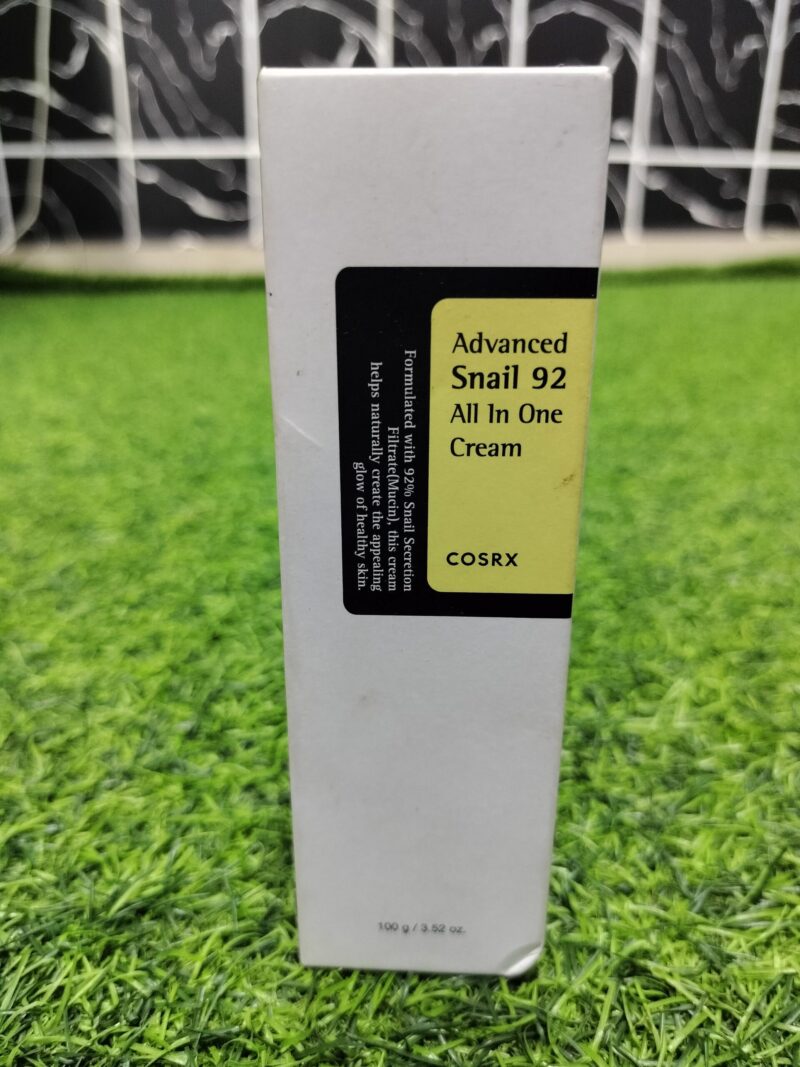 Advanced
Snail 92
All In One
Cream
COSRX
Formulated with 92% Snail Secretion
Filtrate(Mucin), this cream
helps naturally create the appealing
glow of healthy skin.
100 g / 3.52 oz.